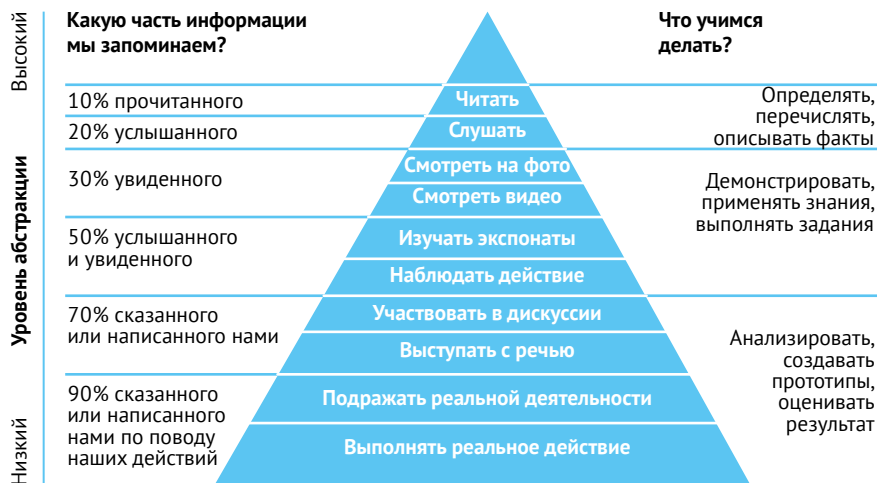 Какую часть информации
мы запоминаем?
Что учимся
делать?
Высокий
Уровень абстракции
Низкий
10% прочитанного
20% услышанного
30% увиденного
50% услышанного
и увиденного
70% сказанного
или написанного нами
90% сказанного
или написанного
нами по поводу
наших действий
Читать
Слушать
Смотреть на фото
Смотреть видео
Изучать экспонаты
Наблюдать действие
Участвовать в дискуссии
Выступать с речью
Подражать реальной деятельности
Выполнять реальное действие
Определять,
перечислять,
описывать факты
Демонстрировать,
применять знания,
выполнять задания
Анализировать,
создавать
прототипы,
оценивать
результат